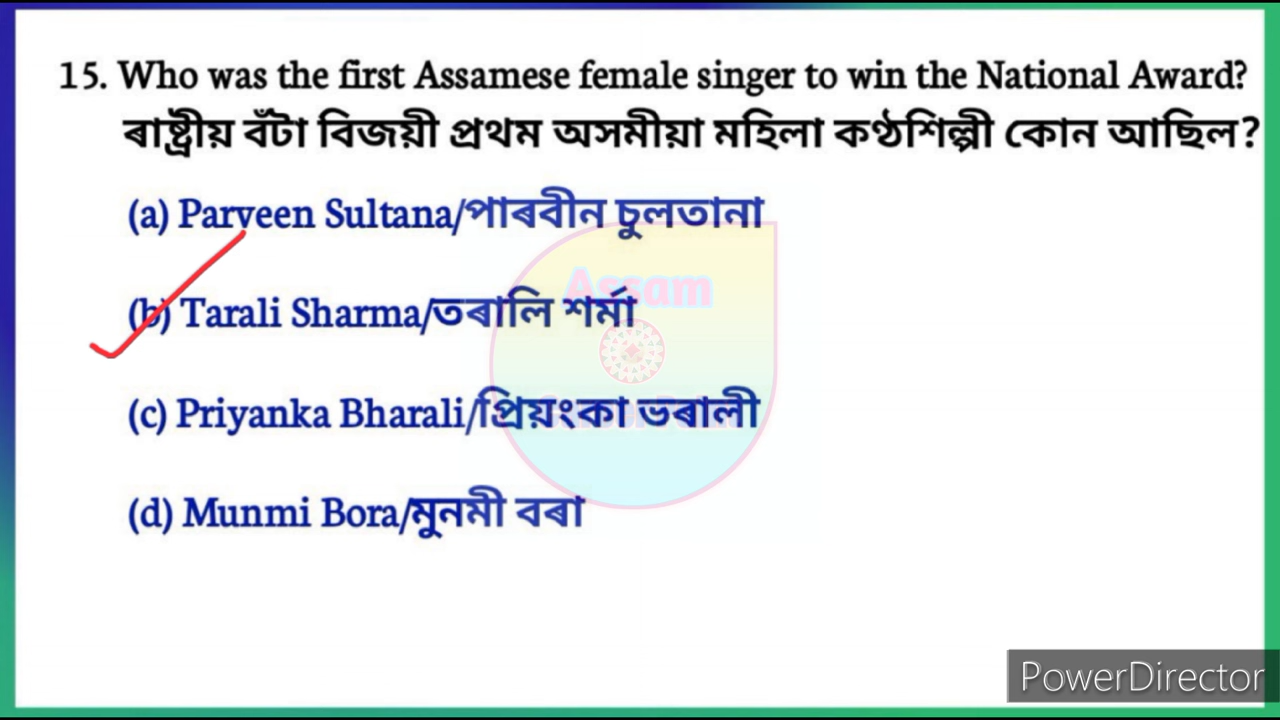 15. Who was the first Assamese female singer to win the National Award?
ৰাষ্ট্ৰীয় বঁটা বিজয়ী প্ৰথম অসমীয়া মহিলা কণ্ঠশিল্পী কোন আছিল?
(a) Parveen Sultana/পাৰবীন চুলতানা
Assam
(b) Tarali Sharma/তৰালি শৰ্মা
(c) Priyanka Bharali/প্ৰিয়ংকা ভৰালী
(d) Munmi Bora/মুনমী বৰা
PowerDirector